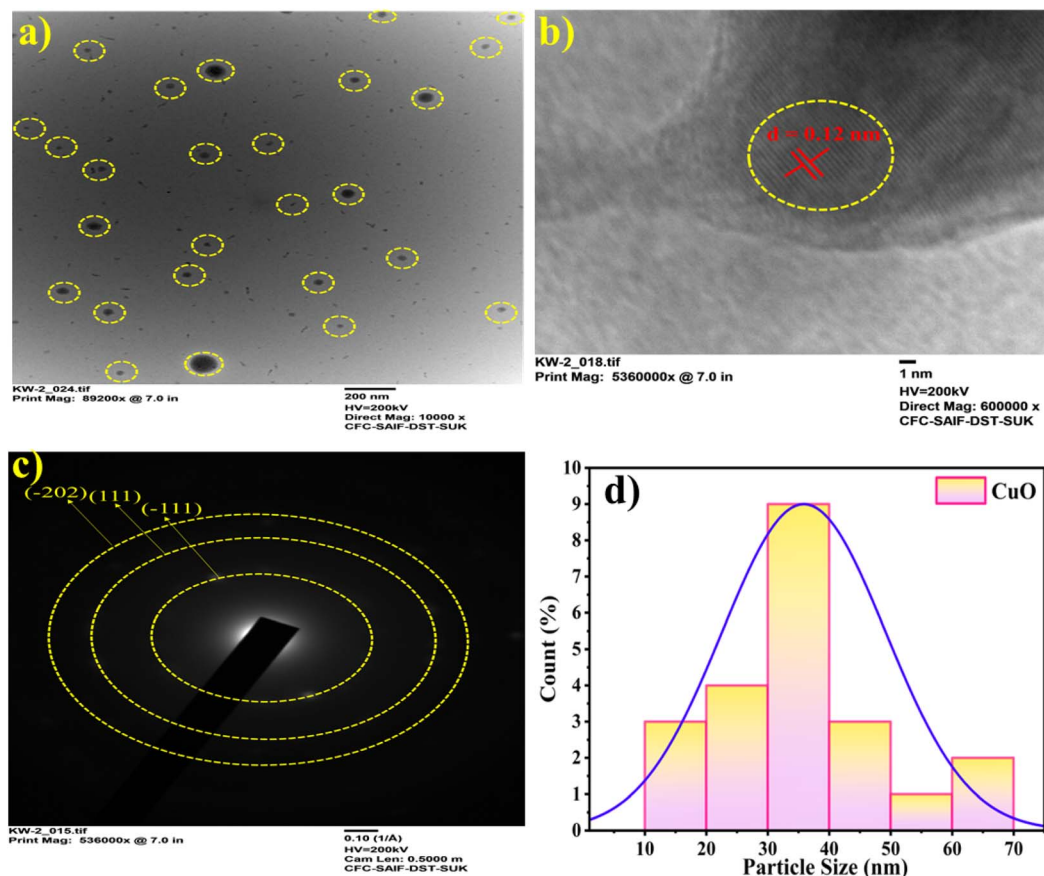 a)
KW-2_024.tif
Print Mag: 89200x @ 7.0 in
200 nm
HV=200kV
Direct Mag: 10000 x
CFC-SAIF-DST-SUK
b)
d = 0.12 nm
KW-2_018.tif
Print Mag: 5360000x @ 7.0 in
1 nm
HV=200kV
Direct Mag: 600000 x
CFC-SAIF-DST-SUK
c)
(-202) (111)
(-111)
KW-2_015.tif
Print Mag: 536000x @ 7.0 in
0.10 (1/Å)
HV=200kV
Cam Len: 0.5000 m
CFC-SAIF-DST-SUK
d)
CuO
Count (%)
10
9
8
7
6
5
4
3
2
1
0
10 20 30 40 50 60 70
Particle Size (nm)